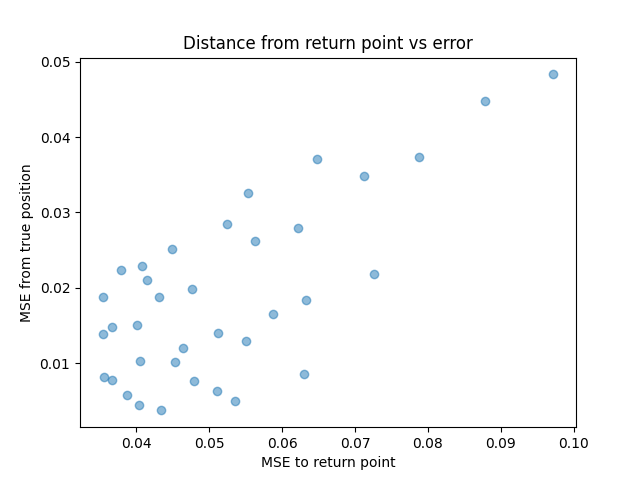 Distance from return point vs error
0.05
0.04
0.03
0.02
0.01
MSE from true position
0.04 0.05 0.06 0.07 0.08 0.09 0.10
MSE to return point